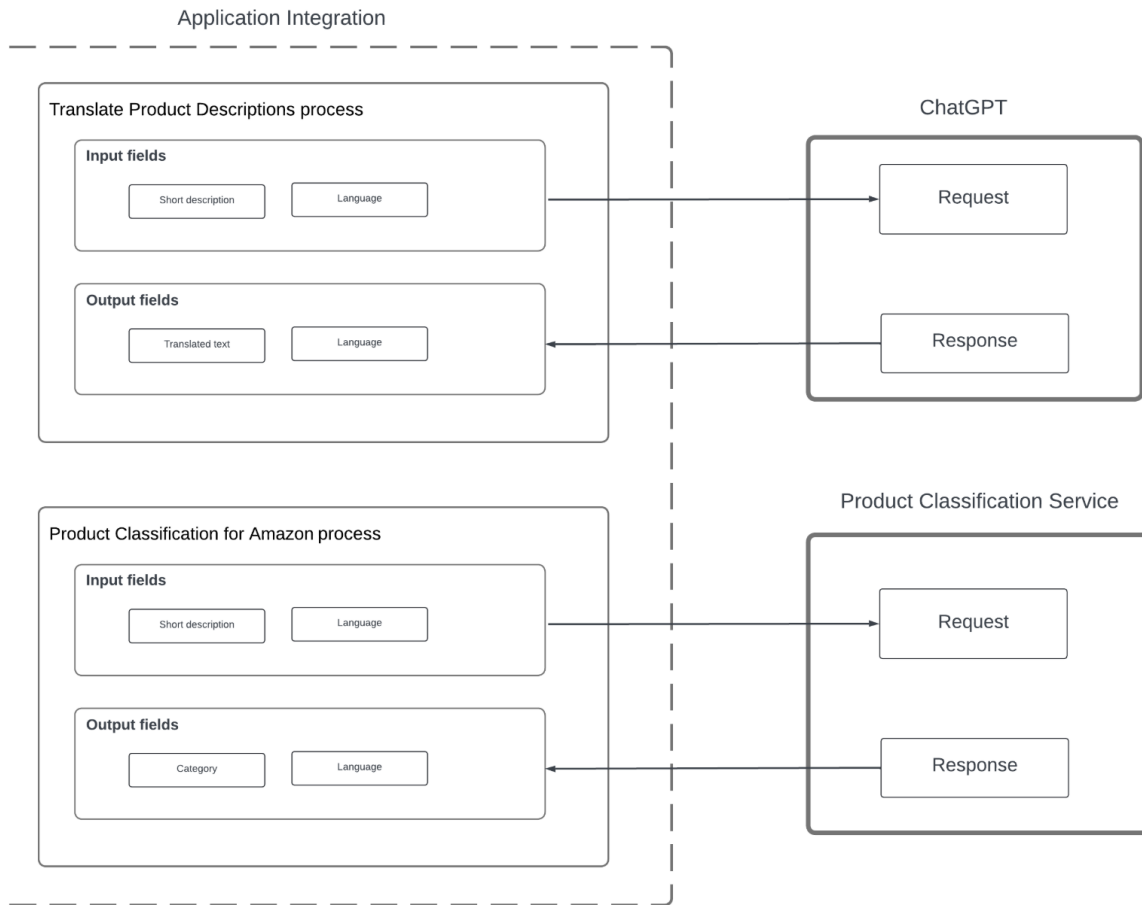 Application Integration
Translate Product Descriptions process
Input fields
Short description
Language
Output fields
Translated text
Language
ChatGPT
Request
Response
Product Classification for Amazon process
Input fields
Short description
Language
Output fields
Category
Language
Product Classification Service
Request
Response